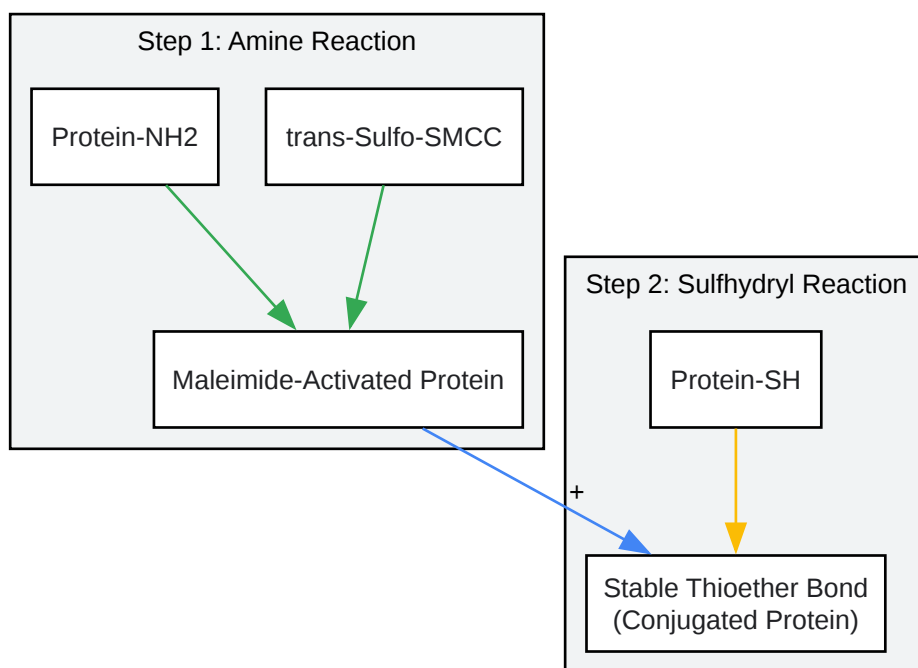 Step 1: Amine Reaction
Protein-NH2
trans-Sulfo-SMCC
Maleimide-Activated Protein
Step 2: Sulfhydryl Reaction
Protein-SH
+
Stable Thioether Bond
(Conjugated Protein)